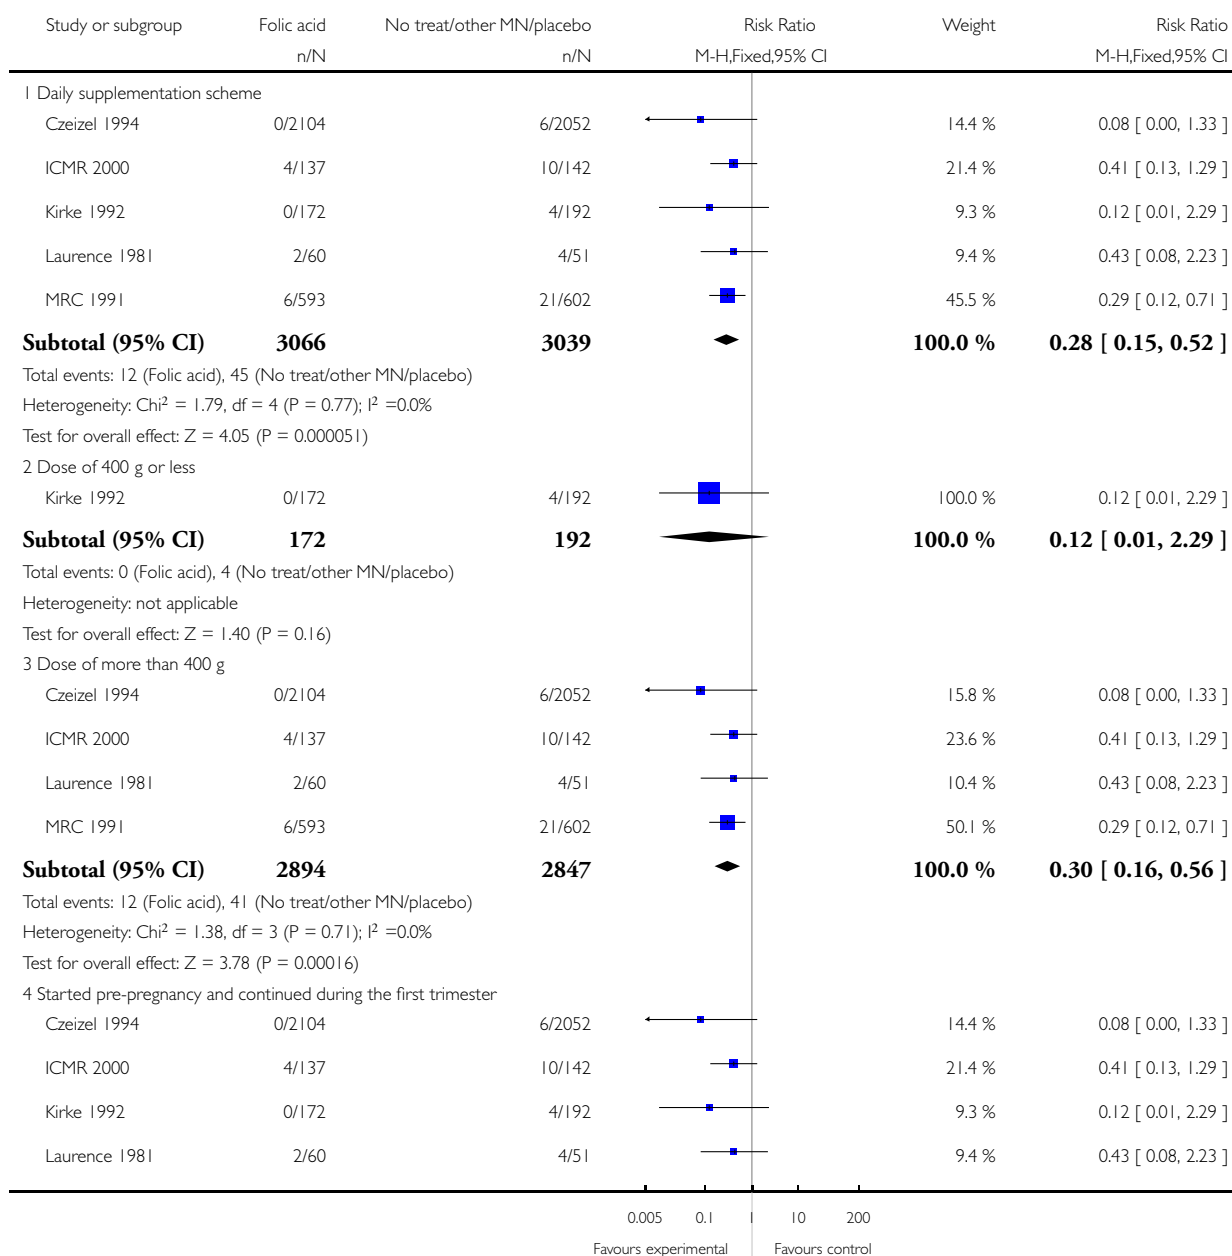 Study or subgroup Folic acid No treat/other MN/placebo Risk Ratio Weight Risk Ratio
n/N n/N M-H,Fixed,95% CI M-H,Fixed,95% CI
1 Daily supplementation scheme
Czeizel 1994 0/2104 6/2052 14.4 % 0.08 [ 0.00, 1.33 ]
ICMR 2000 4/137 10/142 21.4 % 0.41 [ 0.13, 1.29 ]
Kirke 1992 0/172 4/192 9.3 % 0.12 [ 0.01, 2.29 ]
Laurence 1981 2/60 4/51 9.4 % 0.43 [ 0.08, 2.23 ]
MRC 1991 6/593 21/602 45.5 % 0.29 [ 0.12, 0.71 ]
Subtotal (95% CI) 3066 3039 100.0 % 0.28 [ 0.15, 0.52 ]
Total events: 12 (Folic acid), 45 (No treat/other MN/placebo)
Heterogeneity: Chi² = 1.79, df = 4 (P = 0.77); I² =0.0%
Test for overall effect: Z = 4.05 (P = 0.000051)
2 Dose of 400 g or less
Kirke 1992 0/172 4/192 100.0 % 0.12 [ 0.01, 2.29 ]
Subtotal (95% CI) 172 192 100.0 % 0.12 [ 0.01, 2.29 ]
Total events: 0 (Folic acid), 4 (No treat/other MN/placebo)
Heterogeneity: not applicable
Test for overall effect: Z = 1.40 (P = 0.16)
3 Dose of more than 400 g
Czeizel 1994 0/2104 6/2052 15.8 % 0.08 [ 0.00, 1.33 ]
ICMR 2000 4/137 10/142 23.6 % 0.41 [ 0.13, 1.29 ]
Laurence 1981 2/60 4/51 10.4 % 0.43 [ 0.08, 2.23 ]
MRC 1991 6/593 21/602 50.1 % 0.29 [ 0.12, 0.71 ]
Subtotal (95% CI) 2894 2847 100.0 % 0.30 [ 0.16, 0.56 ]
Total events: 12 (Folic acid), 41 (No treat/other MN/placebo)
Heterogeneity: Chi² = 1.38, df = 3 (P = 0.71); I² =0.0%
Test for overall effect: Z = 3.78 (P = 0.00016)
4 Started pre-pregnancy and continued during the first trimester
Czeizel 1994 0/2104 6/2052 14.4 % 0.08 [ 0.00, 1.33 ]
ICMR 2000 4/137 10/142 21.4 % 0.41 [ 0.13, 1.29 ]
Kirke 1992 0/172 4/192 9.3 % 0.12 [ 0.01, 2.29 ]
Laurence 1981 2/60 4/51 9.4 % 0.43 [ 0.08, 2.23 ]
0.005 0.1 1 10 200
Favours experimental Favours control